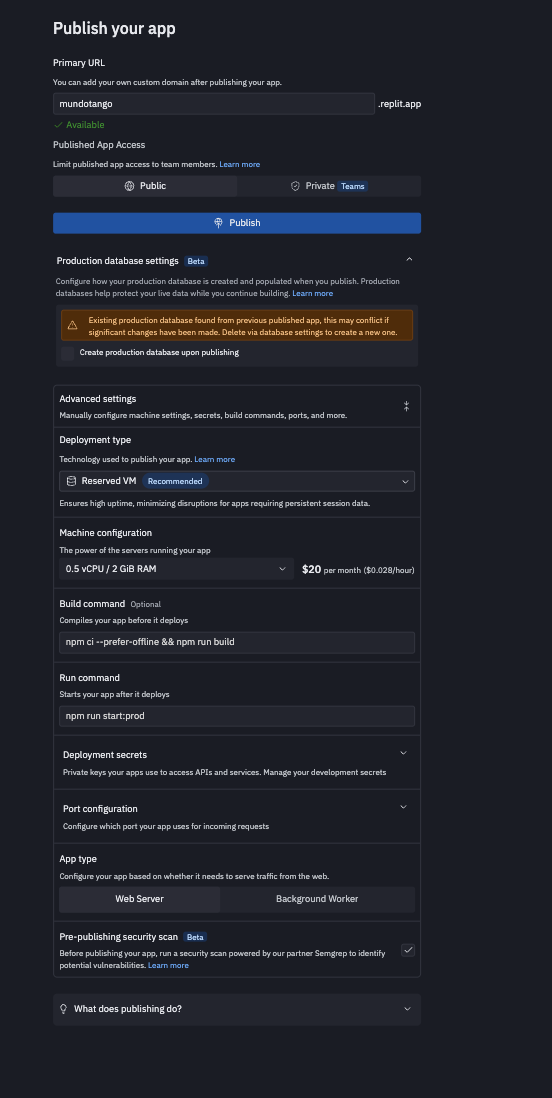 Publish your app
Primary URL
You can add your own custom domain after publishing your app.
mundotango .replit.app
Available
Published App Access
Limit published app access to team members. Learn more
Public Private Teams
Publish
Production database settings Beta
Configure how your production database is created and populated when you publish. Production
databases help protect your live data while you continue building. Learn more
Existing production database found from previous published app, this may conflict if
significant changes have been made. Delete via database settings to create a new one.
Create production database upon publishing
Advanced settings
Manually configure machine settings, secrets, build commands, ports, and more.
Deployment type
Technology used to publish your app. Learn more
Reserved VM Recommended
Ensures high uptime, minimizing disruptions for apps requiring persistent session data.
Machine configuration
The power of the servers running your app
0.5 vCPU / 2 GiB RAM $20 per month ($0.028/hour)
Build command Optional
Compiles your app before it deploys
npm ci --prefer-offline && npm run build
Run command
Starts your app after it deploys
npm run start:prod
Deployment secrets
Private keys your apps use to access APIs and services. Manage your development secrets
Port configuration
Configure which port your app uses for incoming requests
App type
Configure your app based on whether it needs to serve traffic from the web.
Web Server Background Worker
Pre-publishing security scan Beta
Before publishing your app, run a security scan powered by our partner Semgrep to identify
potential vulnerabilities. Learn more
What does publishing do?